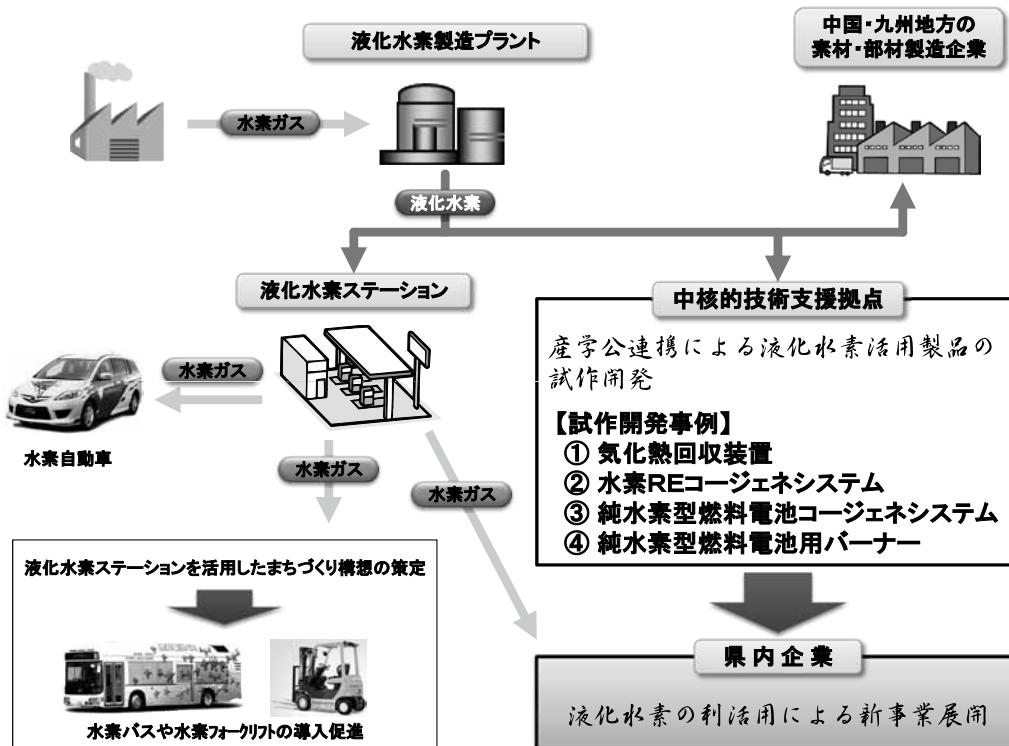 液化水素製造プラント
中国・九州地方の
素材・部材製造企業
水素ガス
液化水素
液化水素ステーション
水素ガス
水素自動車
水素ガス
水素ガス
液化水素ステーションを活用したまちづくり構想の策定
水素バスや水素フォークリフトの導入促進
中核的技術支援拠点
産学公連携による液化水素活用製品の
試作開発
【試作開発事例】
① 気化熱回収装置
② 水素REコージェネシステム
③ 純水素型燃料電池コージェネシステム
④ 純水素型燃料電池用バーナー
県内企業
液化水素の利活用による新事業展開